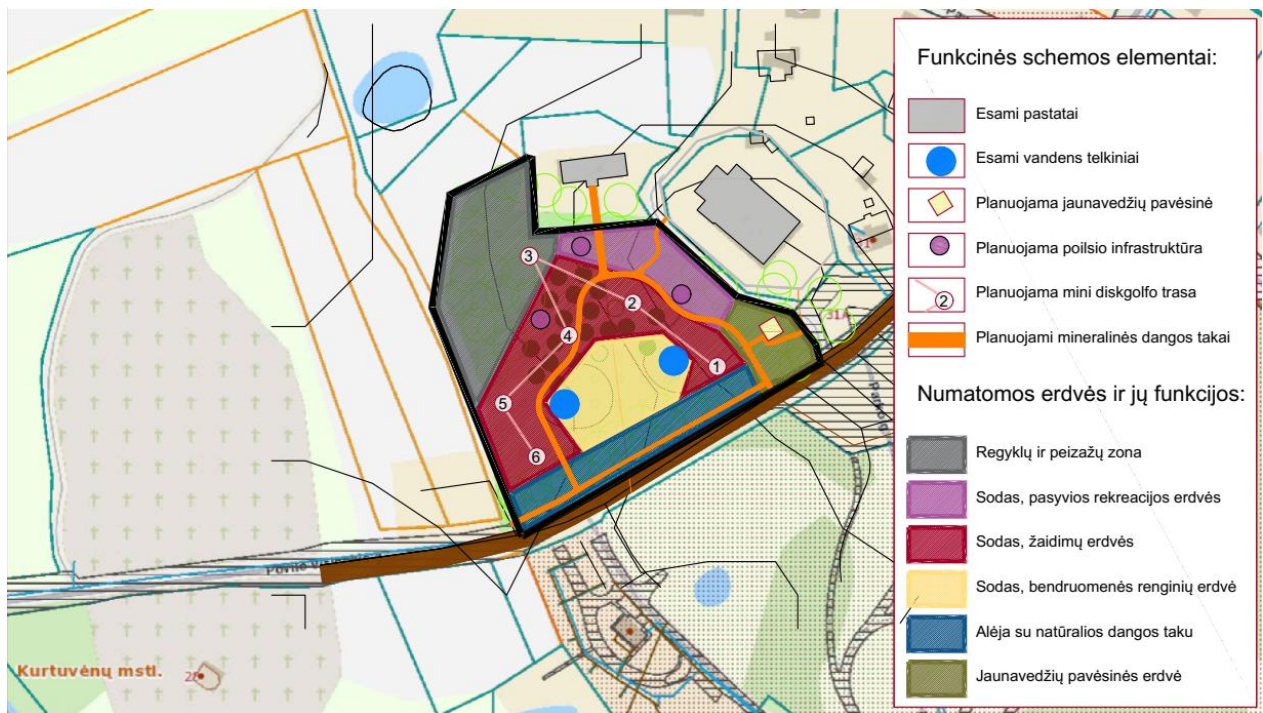 Funkcinės schemos elementai:
Esami pastatai
Esami vandens telkiniai
Planuojama jaunavedžių pavėsinė
Planuojama poilsio infrastruktūra
2
Planuojama mini diskgolfo trasa
Planuojami mineralinės dangos takai
Numatomos erdvės ir jų funkcijos:
Regyklų ir peizažų zona
Sodas, pasyvios rekreacijos erdvės
Sodas, žaidimų erdvės
Sodas, bendruomenės renginių erdvė
Alėja su natūralios dangos taku
Jaunavedžių pavėsinės erdvė
3
2
4
1
5
6
31A
Kurtuvėnų mstl.